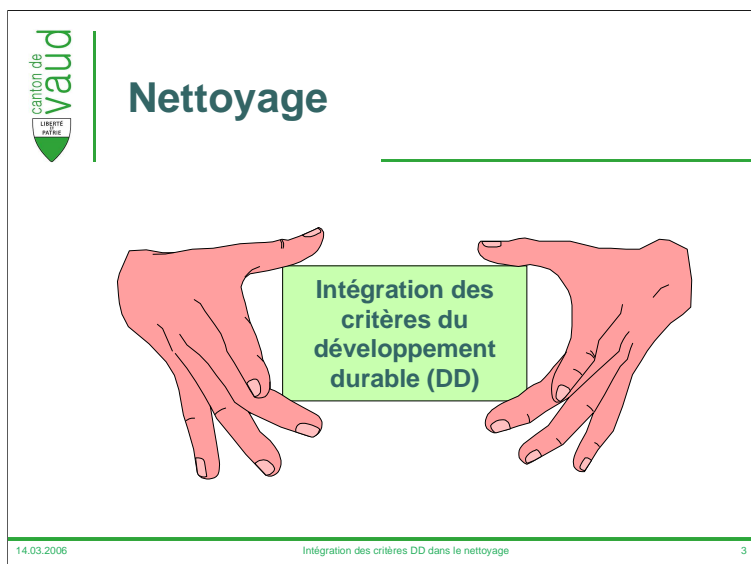 canton de
vaud
LIBERTÉ
ET
PATRIE
Nettoyage
Intégration des
critères du
développement
durable (DD)
14.03.2006
Intégration des critères DD dans le nettoyage
3